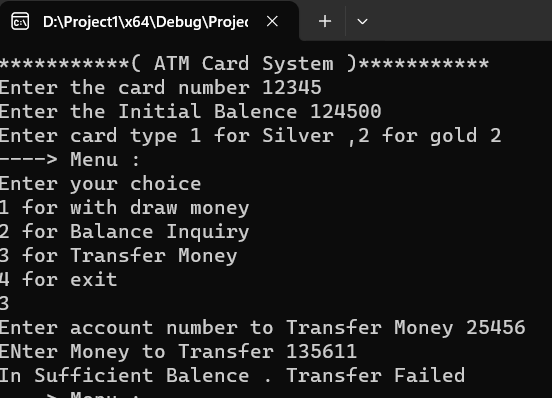 D:\Project1\x64\Debug\Projec
***********( ATM Card System )***********
Enter the card number 12345
Enter the Initial Balence 124500
Enter card type 1 for Silver ,2 for gold 2
----> Menu :
Enter your choice
1 for with draw money
2 for Balance Inquiry
3 for Transfer Money
4 for exit
3
Enter account number to Transfer Money 25456
ENter Money to Transfer 135611
In Sufficient Balence . Transfer Failed
----> Menu :